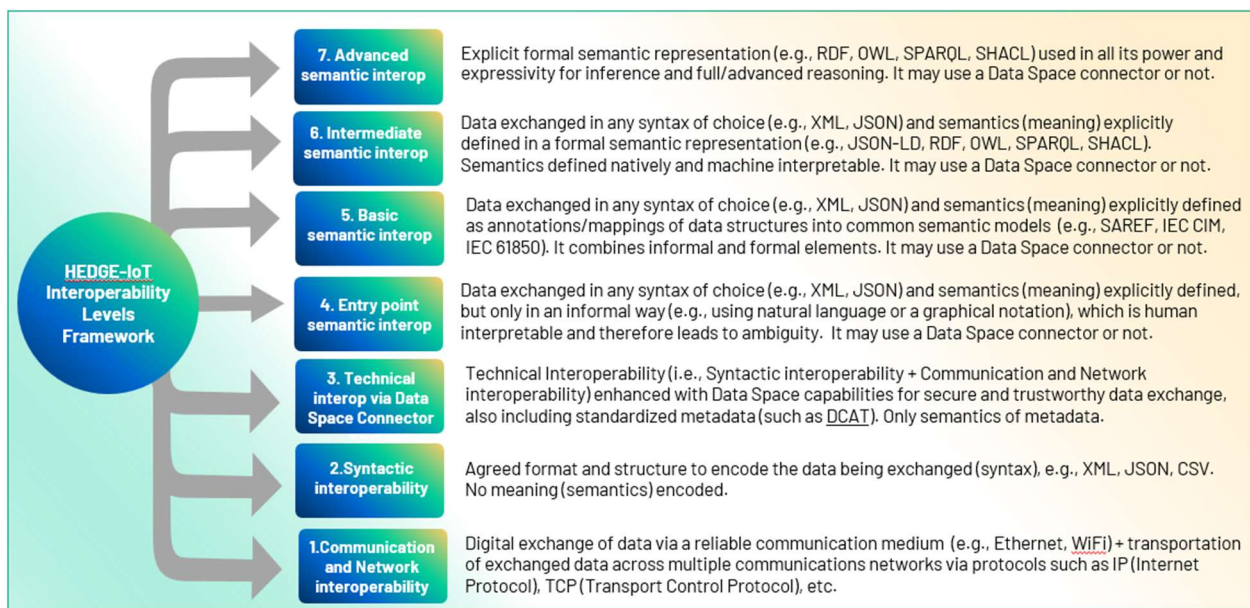 7. Advanced
semantic interop
Explicit formal semantic representation (e.g., RDF, OWL, SPARQL, SHACL) used in all its power and
expressivity for inference and full/advanced reasoning. It may use a Data Space connector or not.
6. Intermediate
semantic interop
Data exchanged in any syntax of choice (e.g., XML, JSON) and semantics (meaning) explicitly
defined in a formal semantic representation (e.g., JSON-LD, RDF, OWL, SPARQL, SHACL).
Semantics defined natively and machine interpretable. It may use a Data Space connector or not.
5. Basic
semantic interop
Data exchanged in any syntax of choice (e.g., XML, JSON) and semantics (meaning) explicitly defined
as annotations/mappings of data structures into common semantic models (e.g., SAREF, IEC CIM,
IEC 61850). It combines informal and formal elements. It may use a Data Space connector or not.
HEDGE-IoT
Interoperability
Levels
Framework
4. Entry point
semantic interop
Data exchanged in any syntax of choice (e.g., XML, JSON) and semantics (meaning) explicitly defined,
but only in an informal way (e.g., using natural language or a graphical notation), which is human
interpretable and therefore leads to ambiguity. It may use a Data Space connector or not.
3. Technical
interop via Data
Space Connector
Technical Interoperability (i.e., Syntactic interoperability + Communication and Network
interoperability) enhanced with Data Space capabilities for secure and trustworthy data exchange,
also including standardized metadata (such as DCAT). Only semantics of metadata.
2.Syntactic
interoperability
Agreed format and structure to encode the data being exchanged (syntax), e.g., XML, JSON, CSV.
No meaning (semantics) encoded.
1.Communication
and Network
interoperability
Digital exchange of data via a reliable communication medium (e.g., Ethernet, WiFi) + transportation
of exchanged data across multiple communications networks via protocols such as IP (Internet
Protocol), TCP (Transport Control Protocol), etc.